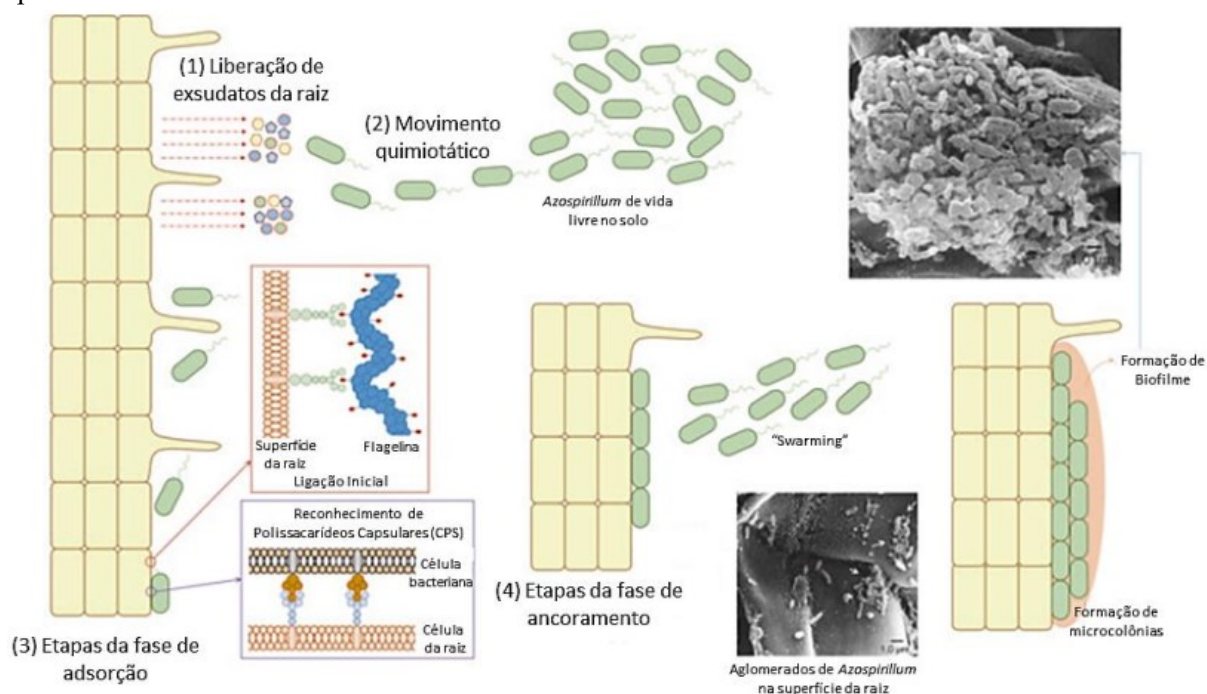 (1) Liberação de
exsudatos da raiz
(2) Movimento
quimiotático
Azospirillum de vida
livre no solo
Superfície
da raiz
Flagelina
Ligação Inicial
Reconhecimento de
Polissacarídeos Capsulares (CPS)
Célula
bacteriana
Célula
da raiz
(3) Etapas da fase de
adsorção
(4) Etapas da fase de
ancoramento
"Swarming"
1.0 µm
Aglomerados de Azospirillum
na superfície da raiz
Formação de
Biofilme
Formação de
microcolônias